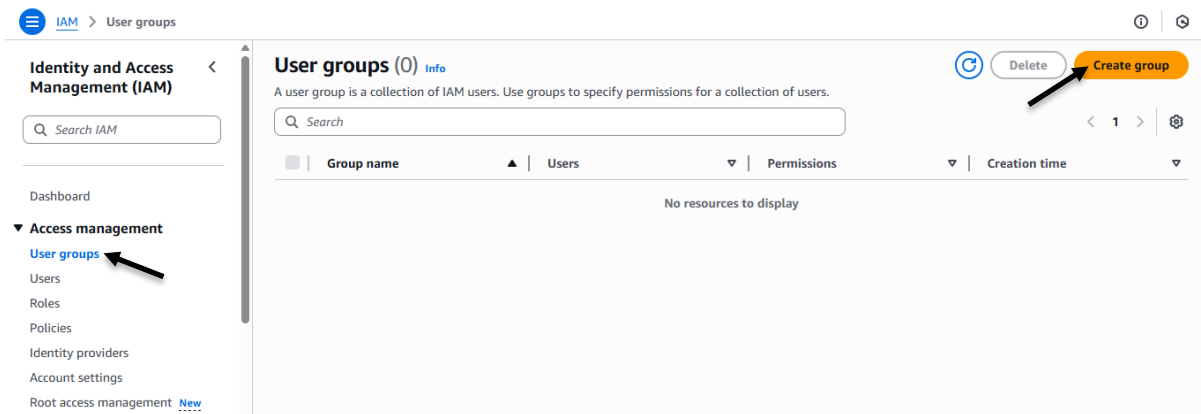 IAM > User groups
Identity and Access
Management (IAM)
Search IAM
Dashboard
Access management
User groups
Users
Roles
Policies
Identity providers
Account settings
Root access management New
User groups (0) Info
Delete
Create group
A user group is a collection of IAM users. Use groups to specify permissions for a collection of users.
Search
1
Group name
Users
Permissions
Creation time
No resources to display